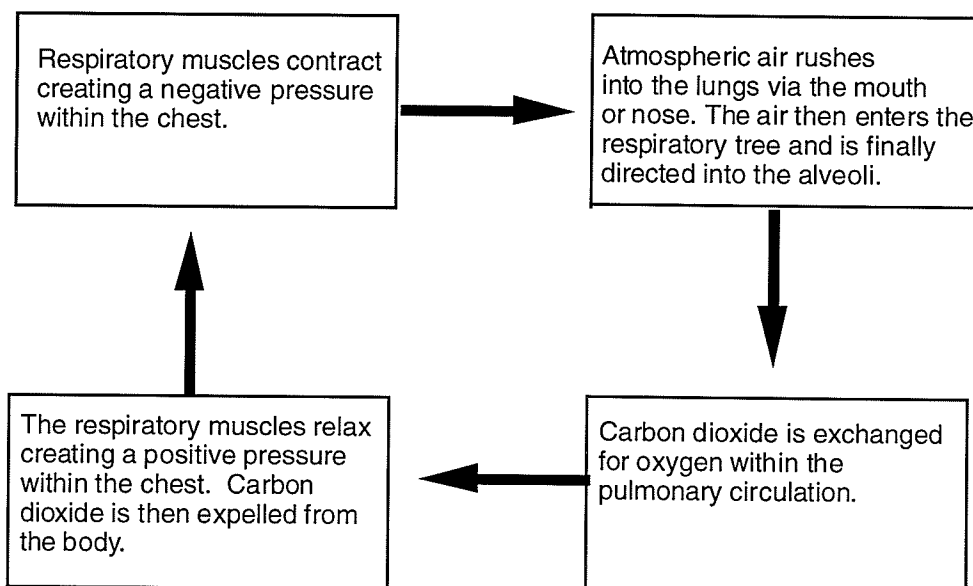 Respiratory muscles contract
creating a negative pressure
within the chest.
Atmospheric air rushes
into the lungs via the mouth
or nose. The air then enters the
respiratory tree and is finally
directed into the alveoli.
Carbon dioxide is exchanged
for oxygen within the
pulmonary circulation.
The respiratory muscles relax
creating a positive pressure
within the chest.  Carbon
dioxide is then expelled from
the body.